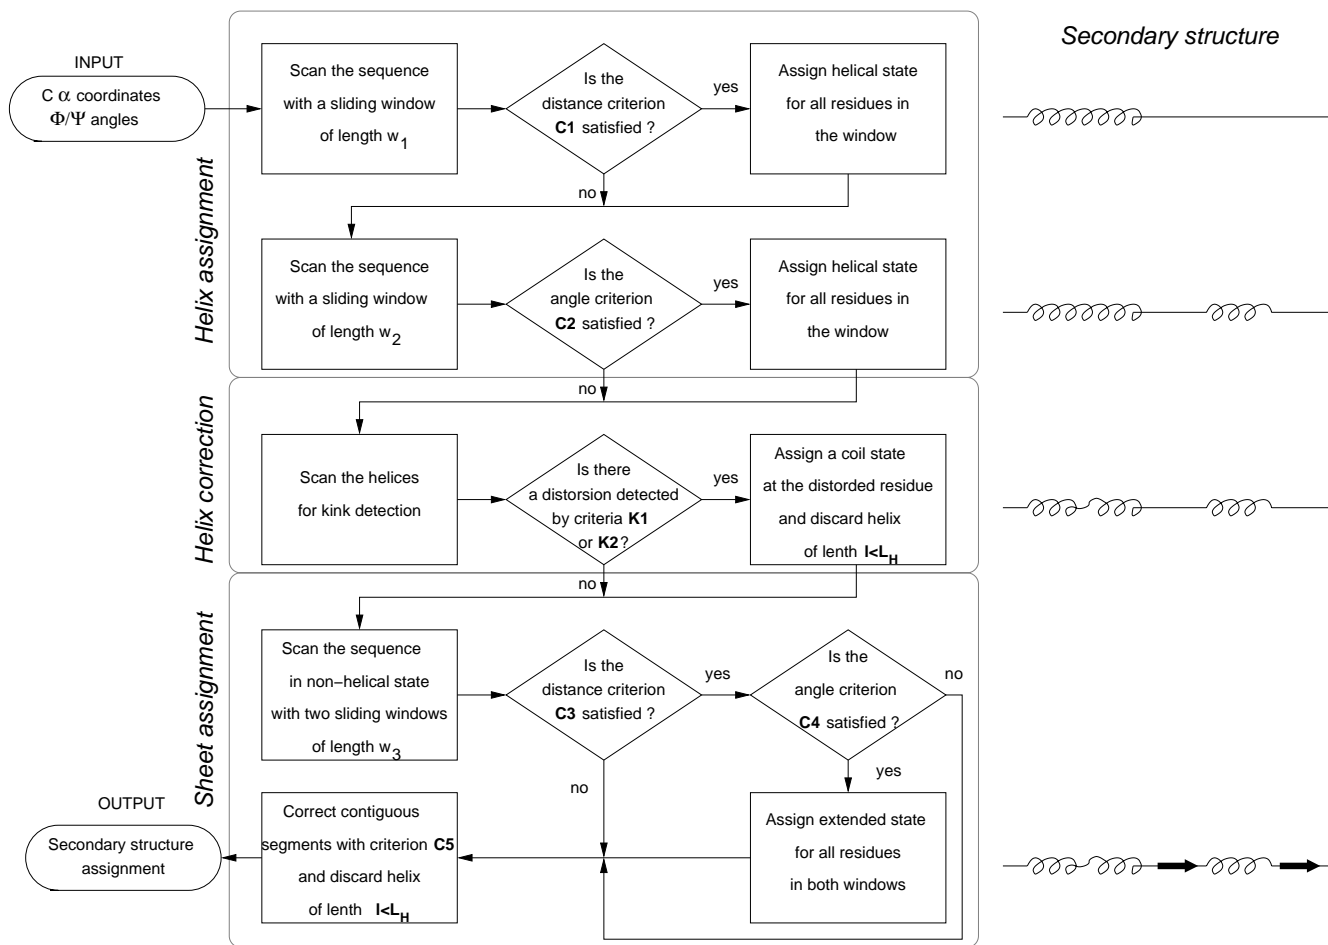 Secondary structure
INPUT
C α coordinates
Φ/Ψ angles
Helix assignment
Scan the sequence
with a sliding window
of length w1
Is the
distance criterion
C1 satisfied ?
yes
no
Assign helical state
for all residues in
the window
Scan the sequence
with a sliding window
of length w2
Is the
angle criterion
C2 satisfied ?
yes
no
Assign helical state
for all residues in
the window
Helix correction
Scan the helices
for kink detection
Is there
a distorsion detected
by criteria K1
or K2?
yes
no
Assign a coil state
at the distorded residue
and discard helix
of lenth l<LH
Sheet assignment
Scan the sequence
in non-helical state
with two sliding windows
of length w3
Is the
distance criterion
C3 satisfied ?
yes
no
Is the
angle criterion
C4 satisfied ?
no
yes
Assign extended state
for all residues
in both windows
Correct contiguous
segments with criterion C5
and discard helix
of lenth l<LH
OUTPUT
Secondary structure
assignment